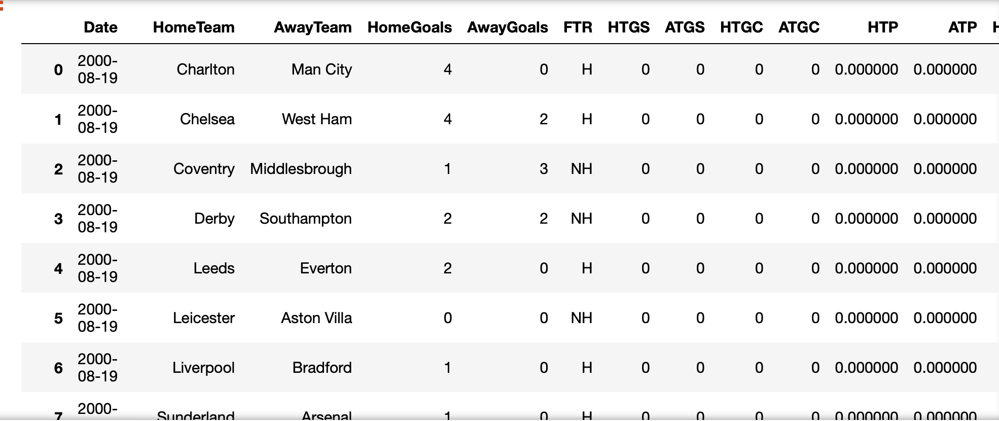 Date HomeTeam AwayTeam HomeGoals AwayGoals FTR HTGS ATGS HTGC ATGC HTP ATP
0 2000-08-19 Charlton Man City 4 0 H 0 0 0 0 0.000000 0.000000
1 2000-08-19 Chelsea West Ham 4 2 H 0 0 0 0 0.000000 0.000000
2 2000-08-19 Coventry Middlesbrough 1 3 NH 0 0 0 0 0.000000 0.000000
3 2000-08-19 Derby Southampton 2 2 NH 0 0 0 0 0.000000 0.000000
4 2000-08-19 Leeds Everton 2 0 H 0 0 0 0 0.000000 0.000000
5 2000-08-19 Leicester Aston Villa 0 0 NH 0 0 0 0 0.000000 0.000000
6 2000-08-19 Liverpool Bradford 1 0 H 0 0 0 0 0.000000 0.000000
7 2000- Sunderland Arsenal 1 0 H 0 0 0 0 0.000000 0.000000